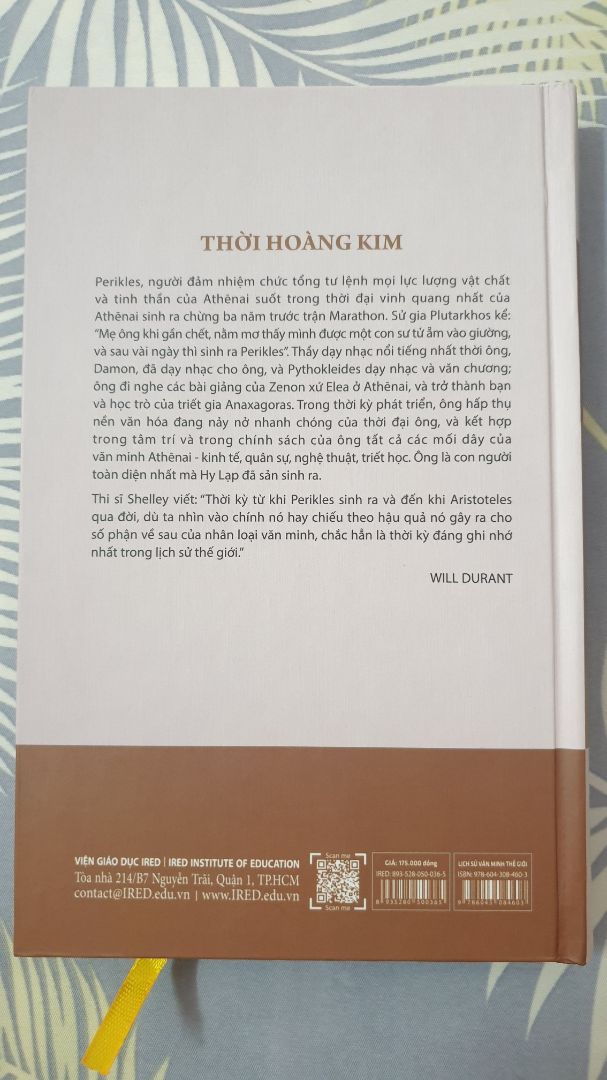 THỜI HOÀNG KIM
Perikles, người đảm nhiệm chức tổng tư lệnh mọi lực lượng vật chất
và tinh thần của Athênai suốt trong thời đại vinh quang nhất của
Athênai sinh ra chừng ba năm trước trận Marathon. Sử gia Plutarkhos kể:
“Mẹ ông khi gần chết, nằm mơ thấy mình được một con sư tử ẵm vào giường,
và sau vài ngày thì sinh ra Perikles”. Thầy dạy nhạc nổi tiếng nhất thời ông,
Damon, đã dạy nhạc cho ông, và Pythokleides dạy nhạc và văn chương;
ông đi nghe các bài giảng của Zenon xứ Elea ở Athênai, và trở thành bạn
và học trò của triết gia Anaxagoras. Trong thời kỳ phát triển, ông hấp thụ
nền văn hóa đang nảy nở nhanh chóng của thời đại ông, và kết hợp
trong tâm trí và trong chính sách của ông tất cả các mối dây của
văn minh Athênai - kinh tế, quân sự, nghệ thuật, triết học. Ông là con người
toàn diện nhất mà Hy Lạp đã sản sinh ra.
Thi sĩ Shelley viết: “Thời kỳ từ khi Perikles sinh ra và đến khi Aristoteles
qua đời, dù ta nhìn vào chính nó hay chiếu theo hậu quả nó gây ra cho
số phận về sau của nhân loại văn minh, chắc hẳn là thời kỳ đáng ghi nhớ
nhất trong lịch sử thế giới.”
WILL DURANT
VIỆN GIÁO DỤC IRED | IRED INSTITUTE OF EDUCATION
Tòa nhà 214/B7 Nguyễn Trãi, Quận 1, TP.HCM
contact@IRED.edu.vn | www.IRED.edu.vn
Scan me
Scan me
GIÁ: 175.000 đồng
IRED: 893-528-050-036-5
8 935280 500365
LỊCH SỬ VĂN MINH THẾ GIỚI
ISBN: 978-604-308-460-3
9 786043 084603